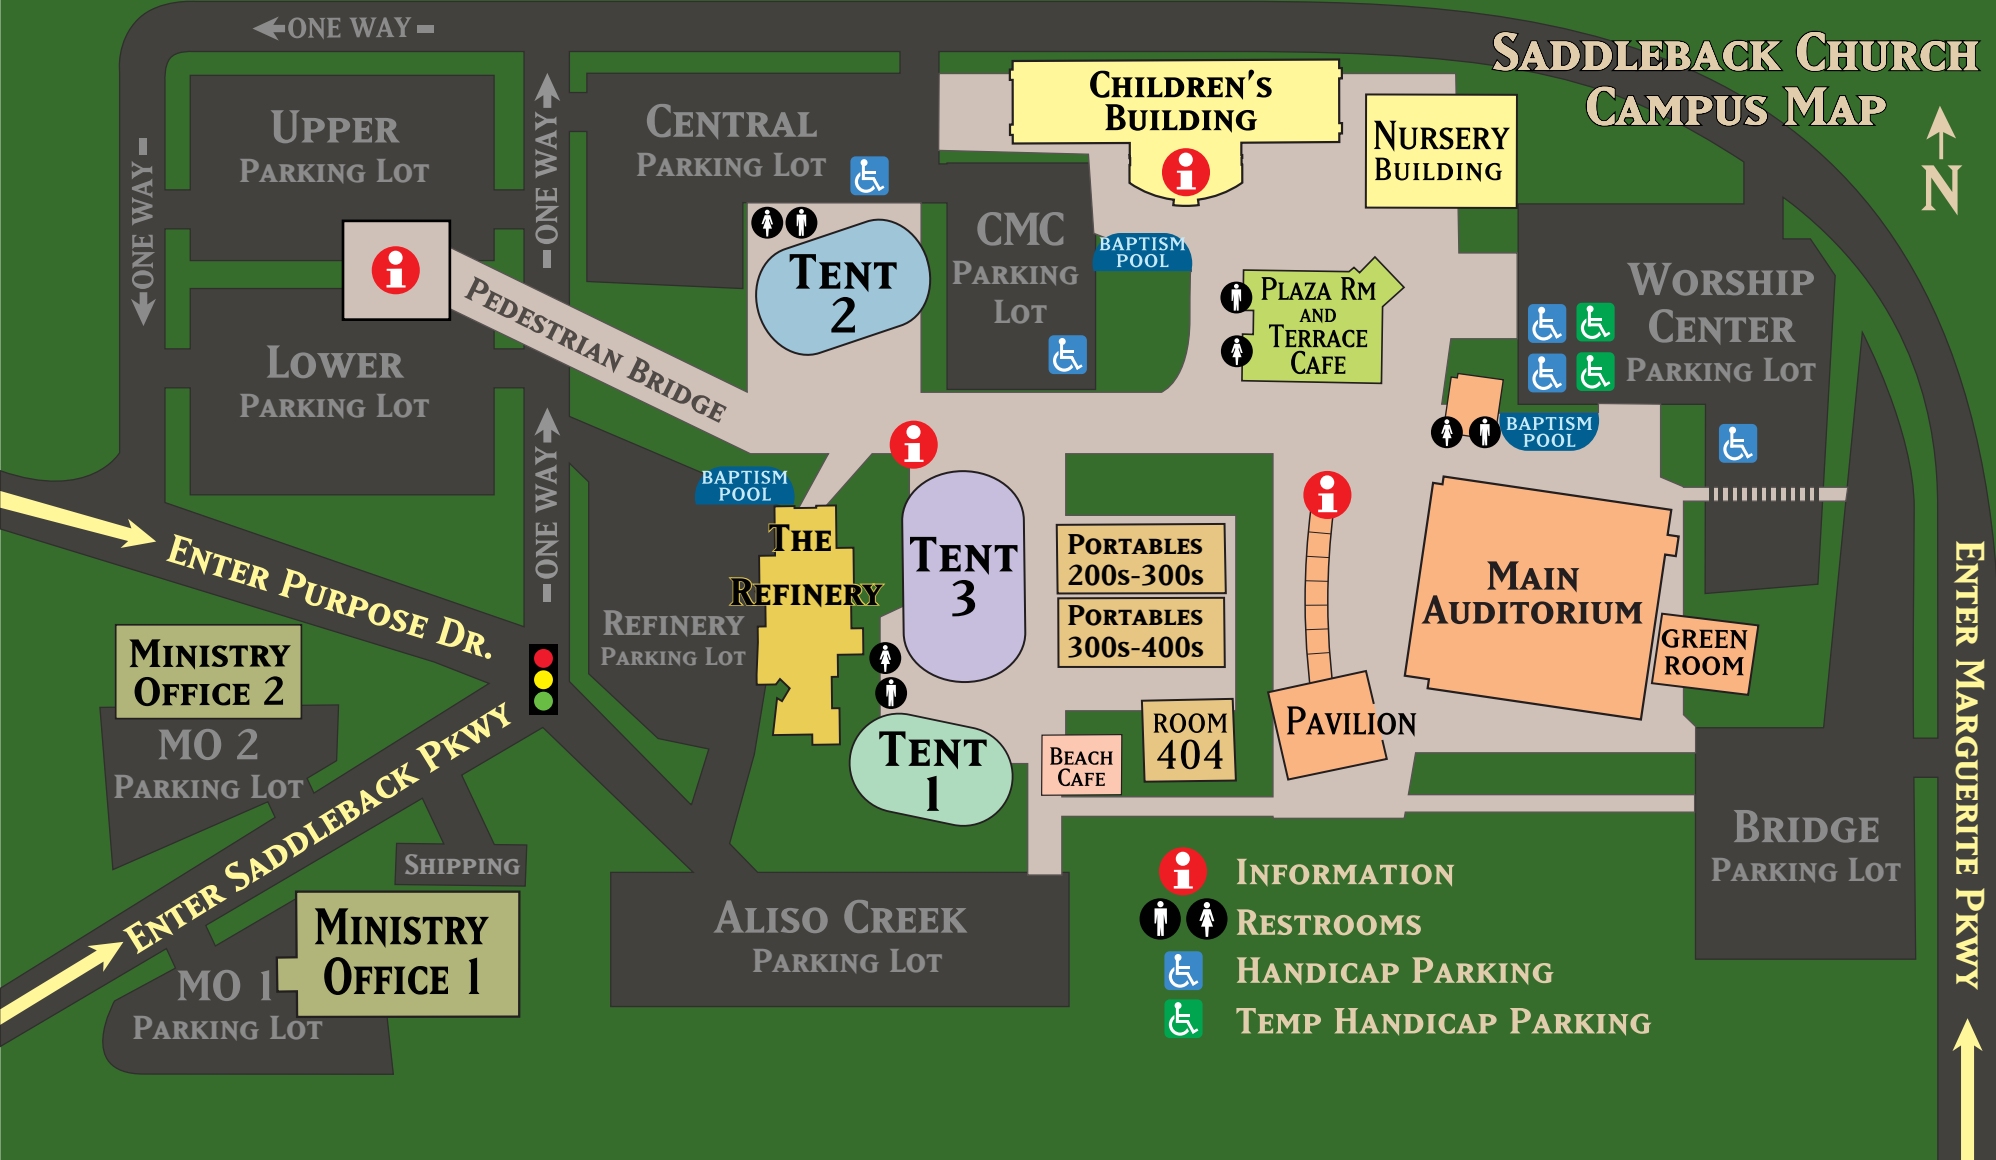 Saddleback Church
Campus Map
N
ONE WAY
ONE WAY
ONE WAY
ONE WAY
Upper
Parking Lot
Central
Parking Lot
Children's
Building
Nursery
Building
CMC
Parking
Lot
Baptism
Pool
Tent
2
Plaza Rm
and
Terrace
Cafe
Worship
Center
Parking Lot
Pedestrian Bridge
Lower
Parking Lot
Baptism
Pool
Baptism
Pool
The
Refinery
Refinery
Parking Lot
Tent
3
Portables
200s-300s
Portables
300s-400s
Main
Auditorium
Green
Room
Enter Purpose Dr.
Ministry
Office 2
MO 2
Parking Lot
Enter Saddleback Pkwy
Tent
1
Beach
Cafe
Room
404
Pavilion
Enter Marguerite Pkwy
Bridge
Parking Lot
Shipping
Ministry
Office 1
MO 1
Parking Lot
Aliso Creek
Parking Lot
Information
Restrooms
Handicap Parking
Temp Handicap Parking